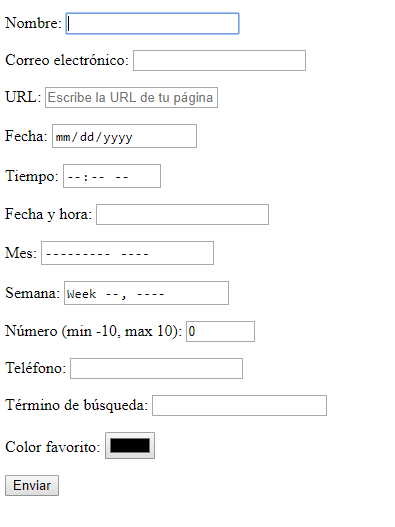 Nombre:
Correo electrónico:
URL: Escribe la URL de tu página
Fecha: mm/dd/yyyy
Tiempo: --:-- --
Fecha y hora:
Mes: --------- ----
Semana: Week --, ----
Número (min -10, max 10): 0
Teléfono:
Término de búsqueda:
Color favorito:
Enviar